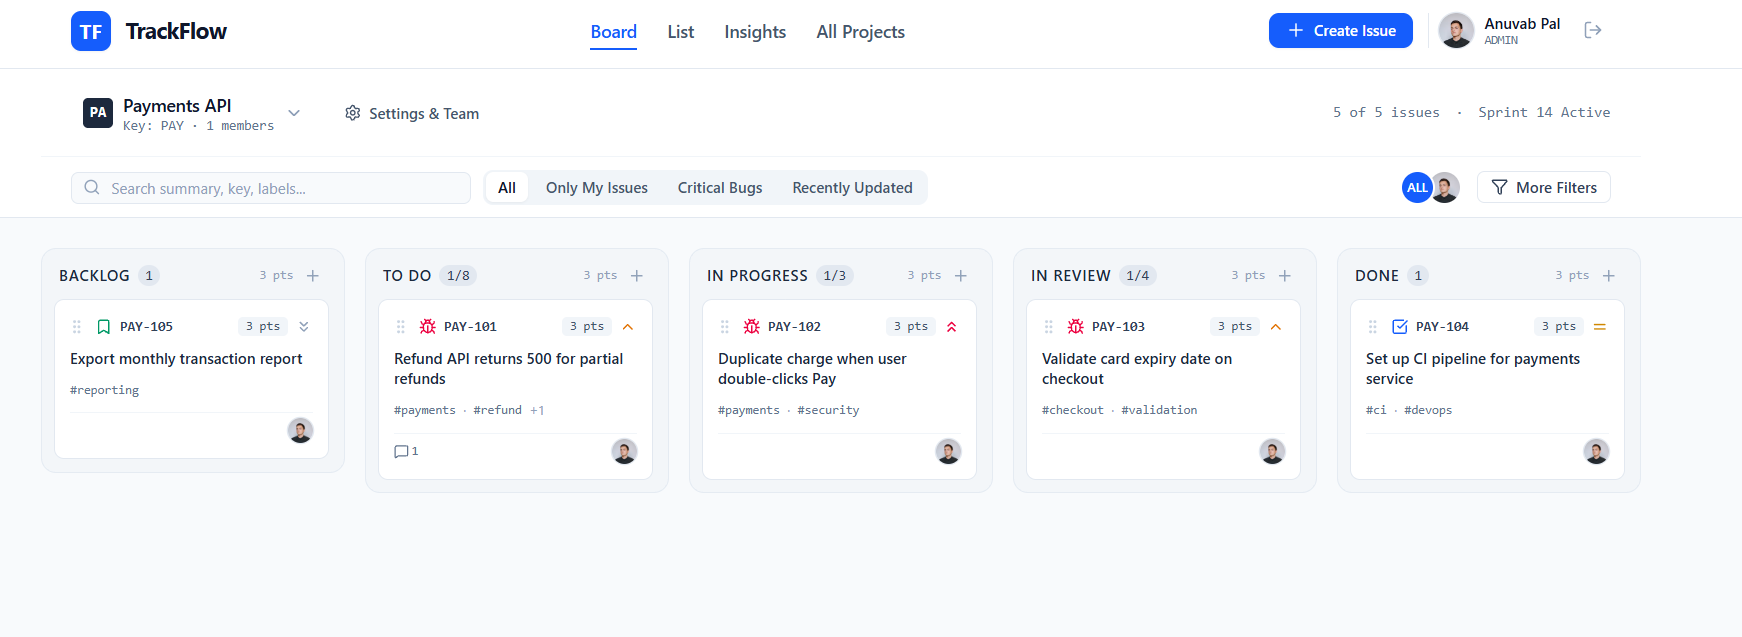 TF TrackFlow
Board List Insights All Projects
+ Create Issue
Anuvab Pal
ADMIN
PA Payments API
Key: PAY · 1 members
Settings & Team
5 of 5 issues · Sprint 14 Active
Search summary, key, labels...
All Only My Issues Critical Bugs Recently Updated
ALL
More Filters
BACKLOG 1 3 pts +
PAY-105 3 pts
Export monthly transaction report
#reporting
TO DO 1/8 3 pts +
PAY-101 3 pts
Refund API returns 500 for partial
refunds
#payments · #refund +1
1
IN PROGRESS 1/3 3 pts +
PAY-102 3 pts
Duplicate charge when user
double-clicks Pay
#payments · #security
IN REVIEW 1/4 3 pts +
PAY-103 3 pts
Validate card expiry date on
checkout
#checkout · #validation
DONE 1 3 pts +
PAY-104 3 pts
Set up CI pipeline for payments
service
#ci · #devops